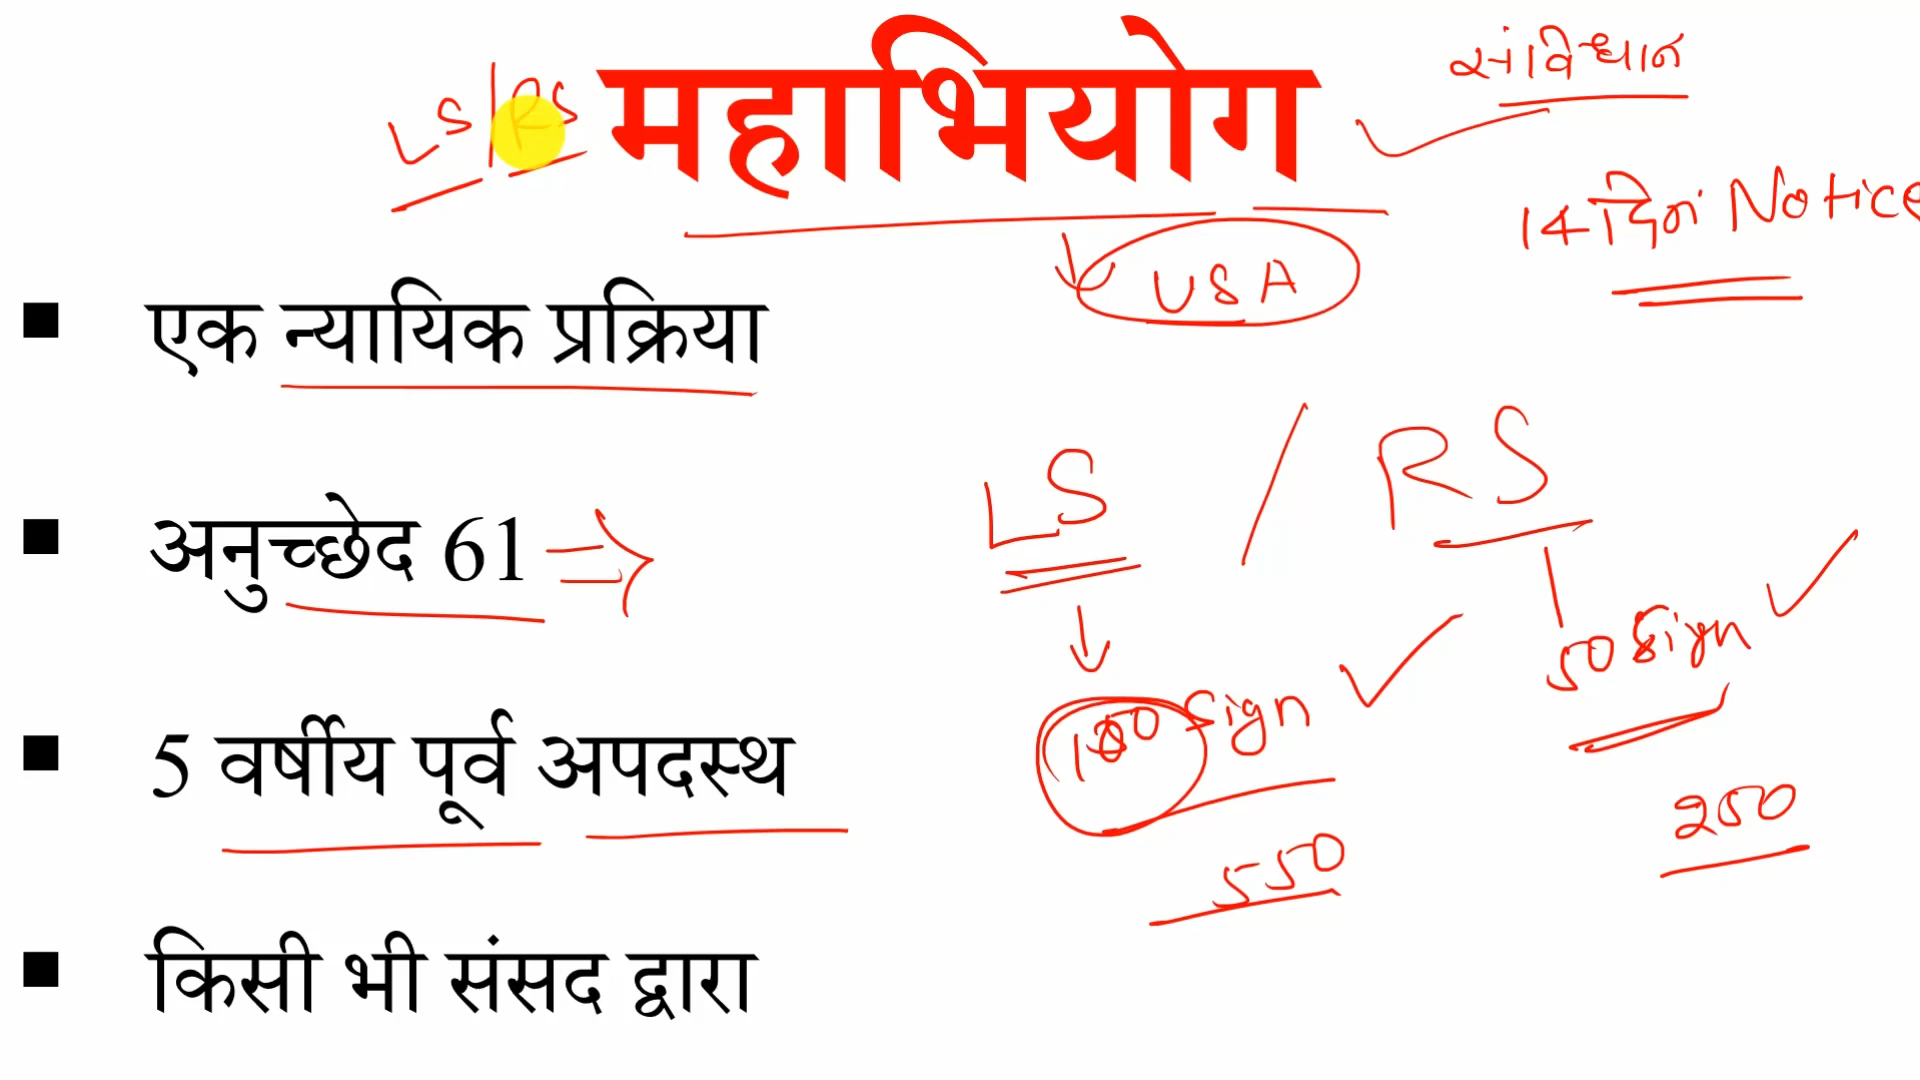 महाभियोग
LS/RS
संविधान
14 दिन Notice
USA
▪ एक न्यायिक प्रक्रिया
▪ अनुच्छेद 61 ⇒
LS / RS
100 Sign
50 Sign
▪ 5 वर्षीय पूर्व अपदस्थ
550
250
▪ किसी भी संसद द्वारा